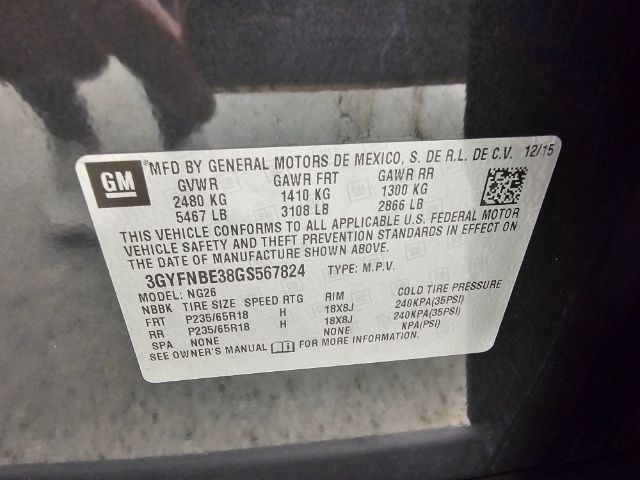 GM
®MFD BY GENERAL MOTORS DE MEXICO, S. DE R.L. DE C.V. 12/15
GVWR GAWR FRT GAWR RR
2480 KG 1410 KG 1300 KG
5467 LB 3108 LB 2866 LB
THIS VEHICLE CONFORMS TO ALL APPLICABLE U.S. FEDERAL MOTOR
VEHICLE SAFETY AND THEFT PREVENTION STANDARDS IN EFFECT ON
THE DATE OF MANUFACTURE SHOWN ABOVE.
3GYFNBE38GS567824 TYPE: M.P.V.
MODEL: NG26
NBBK TIRE SIZE SPEED RTG RIM COLD TIRE PRESSURE
FRT P235/65R18 H 18X8J 240KPA(35PSI)
RR P235/65R18 H 18X8J 240KPA(35PSI)
SPA NONE NONE KPA(PSI)
SEE OWNER'S MANUAL FOR MORE INFORMATION.